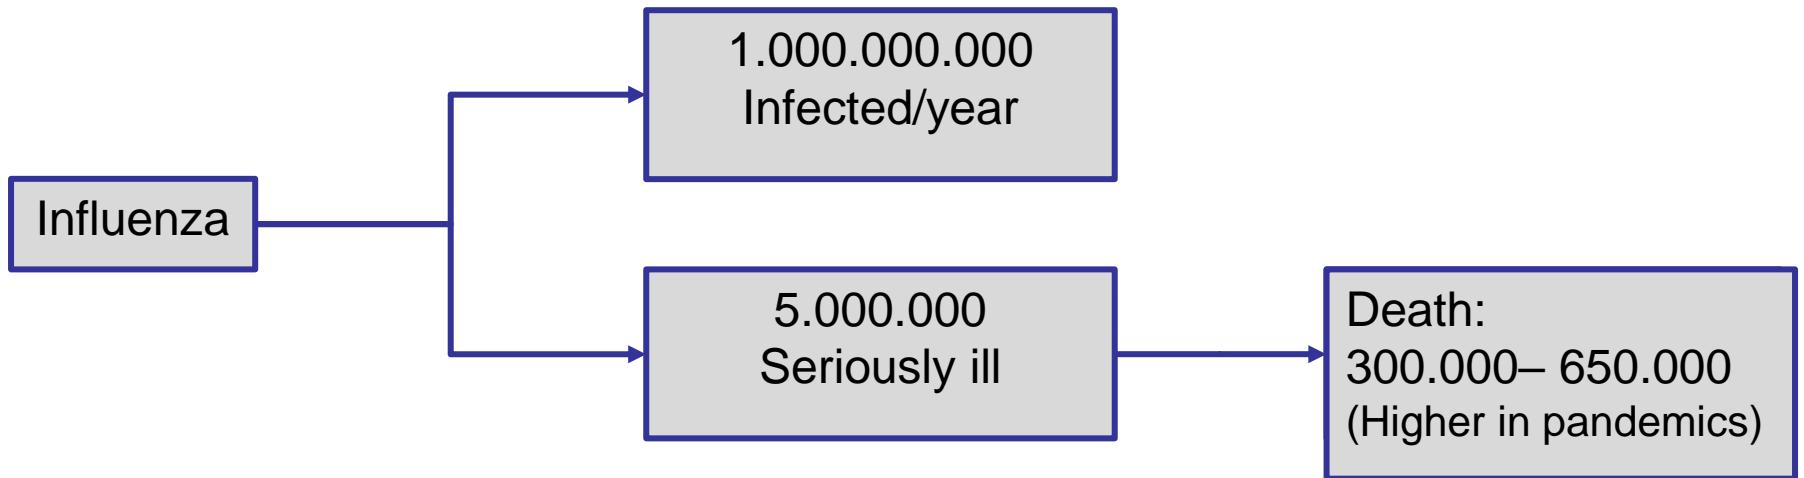 1.000.000.000
Infected/year
Influenza
5.000.000
Seriously ill
Death:
300.000– 650.000
(Higher in pandemics)